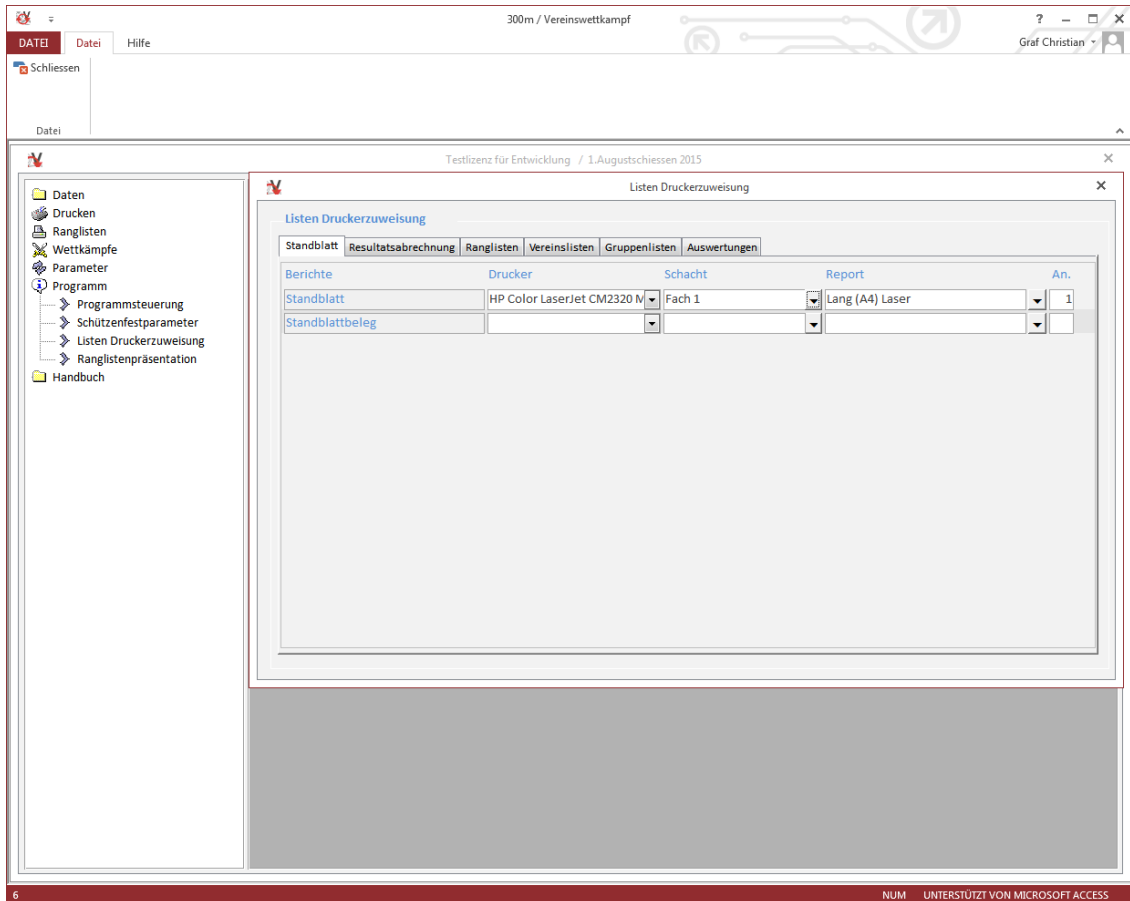 300m / Vereinswettkampf
?
DATEI Datei Hilfe Graf Christian
Schliessen
Datei
Testlizenz für Entwicklung / 1.Augustschiessen 2015
Daten
Drucken
Ranglisten
Wettkämpfe
Parameter
Programm
Programmsteuerung
Schützenfestparameter
Listen Druckerzuweisung
Ranglistenpräsentation
Handbuch
Listen Druckerzuweisung
Listen Druckerzuweisung
Standblatt Resultatsabrechnung Ranglisten Vereinslisten Gruppenlisten Auswertungen
Berichte Drucker Schacht Report An.
Standblatt HP Color LaserJet CM2320 M Fach 1 Lang (A4) Laser 1
Standblattbeleg
6 NUM UNTERSTÜTZT VON MICROSOFT ACCESS